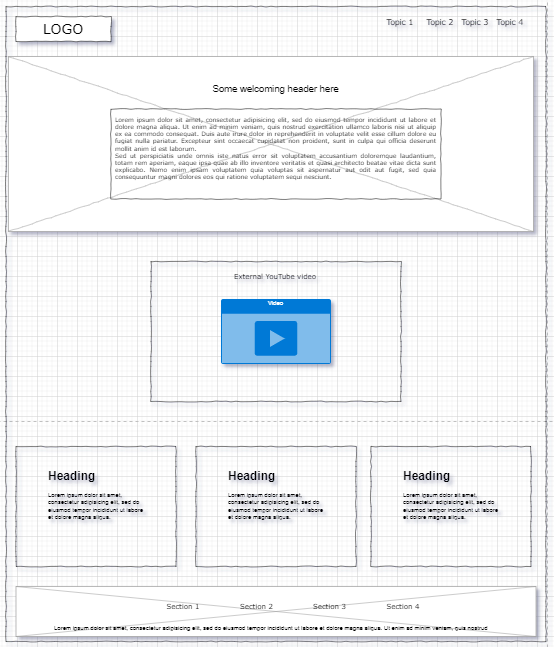 LOGO
Topic 1 Topic 2 Topic 3 Topic 4
Some welcoming header here
Lorem ipsum dolor sit amet, consectetur adipisicing elit, sed do eiusmod tempor incididunt ut labore et
dolore magna aliqua. Ut enim ad minim veniam, quis nostrud exercitation ullamco laboris nisi ut aliquip
ex ea commodo consequat. Duis aute irure dolor in reprehenderit in voluptate velit esse cillum dolore eu
fugiat nulla pariatur. Excepteur sint occaecat cupidatat non proident, sunt in culpa qui officia deserunt
mollit anim id est laborum.
Sed ut perspiciatis unde omnis iste natus error sit voluptatem accusantium doloremque laudantium,
totam rem aperiam, eaque ipsa quae ab illo inventore veritatis et quasi architecto beatae vitae dicta sunt
explicabo. Nemo enim ipsam voluptatem quia voluptas sit aspernatur aut odit aut fugit, sed quia
consequuntur magni dolores eos qui ratione voluptatem sequi nesciunt.
External YouTube video
Video
Heading
Lorem ipsum dolor sit amet,
consectetur adipisicing elit, sed do
eiusmod tempor incididunt ut labore
et dolore magna aliqua.
Heading
Lorem ipsum dolor sit amet,
consectetur adipisicing elit, sed do
eiusmod tempor incididunt ut labore
et dolore magna aliqua.
Heading
Lorem ipsum dolor sit amet,
consectetur adipisicing elit, sed do
eiusmod tempor incididunt ut labore
et dolore magna aliqua.
Section 1 Section 2 Section 3 Section 4
Lorem ipsum dolor sit amet, consectetur adipisicing elit, sed do eiusmod tempor incididunt ut labore et dolore magna aliqua. Ut enim ad minim veniam, quis nostrud